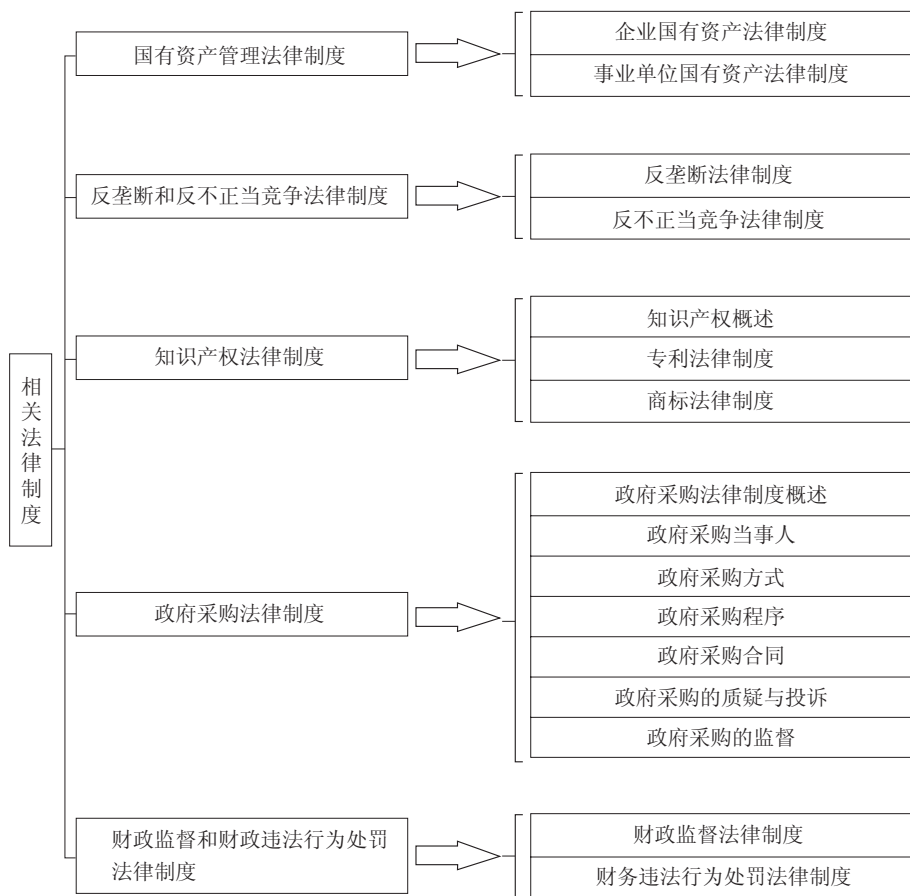 相关法律制度
国有资产管理法律制度
企业国有资产法律制度
事业单位国有资产法律制度
反垄断和反不正当竞争法律制度
反垄断法律制度
反不正当竞争法律制度
知识产权法律制度
知识产权概述
专利法律制度
商标法律制度
政府采购法律制度
政府采购法律制度概述
政府采购当事人
政府采购方式
政府采购程序
政府采购合同
政府采购的质疑与投诉
政府采购的监督
财政监督和财政违法行为处罚
法律制度
财政监督法律制度
财务违法行为处罚法律制度